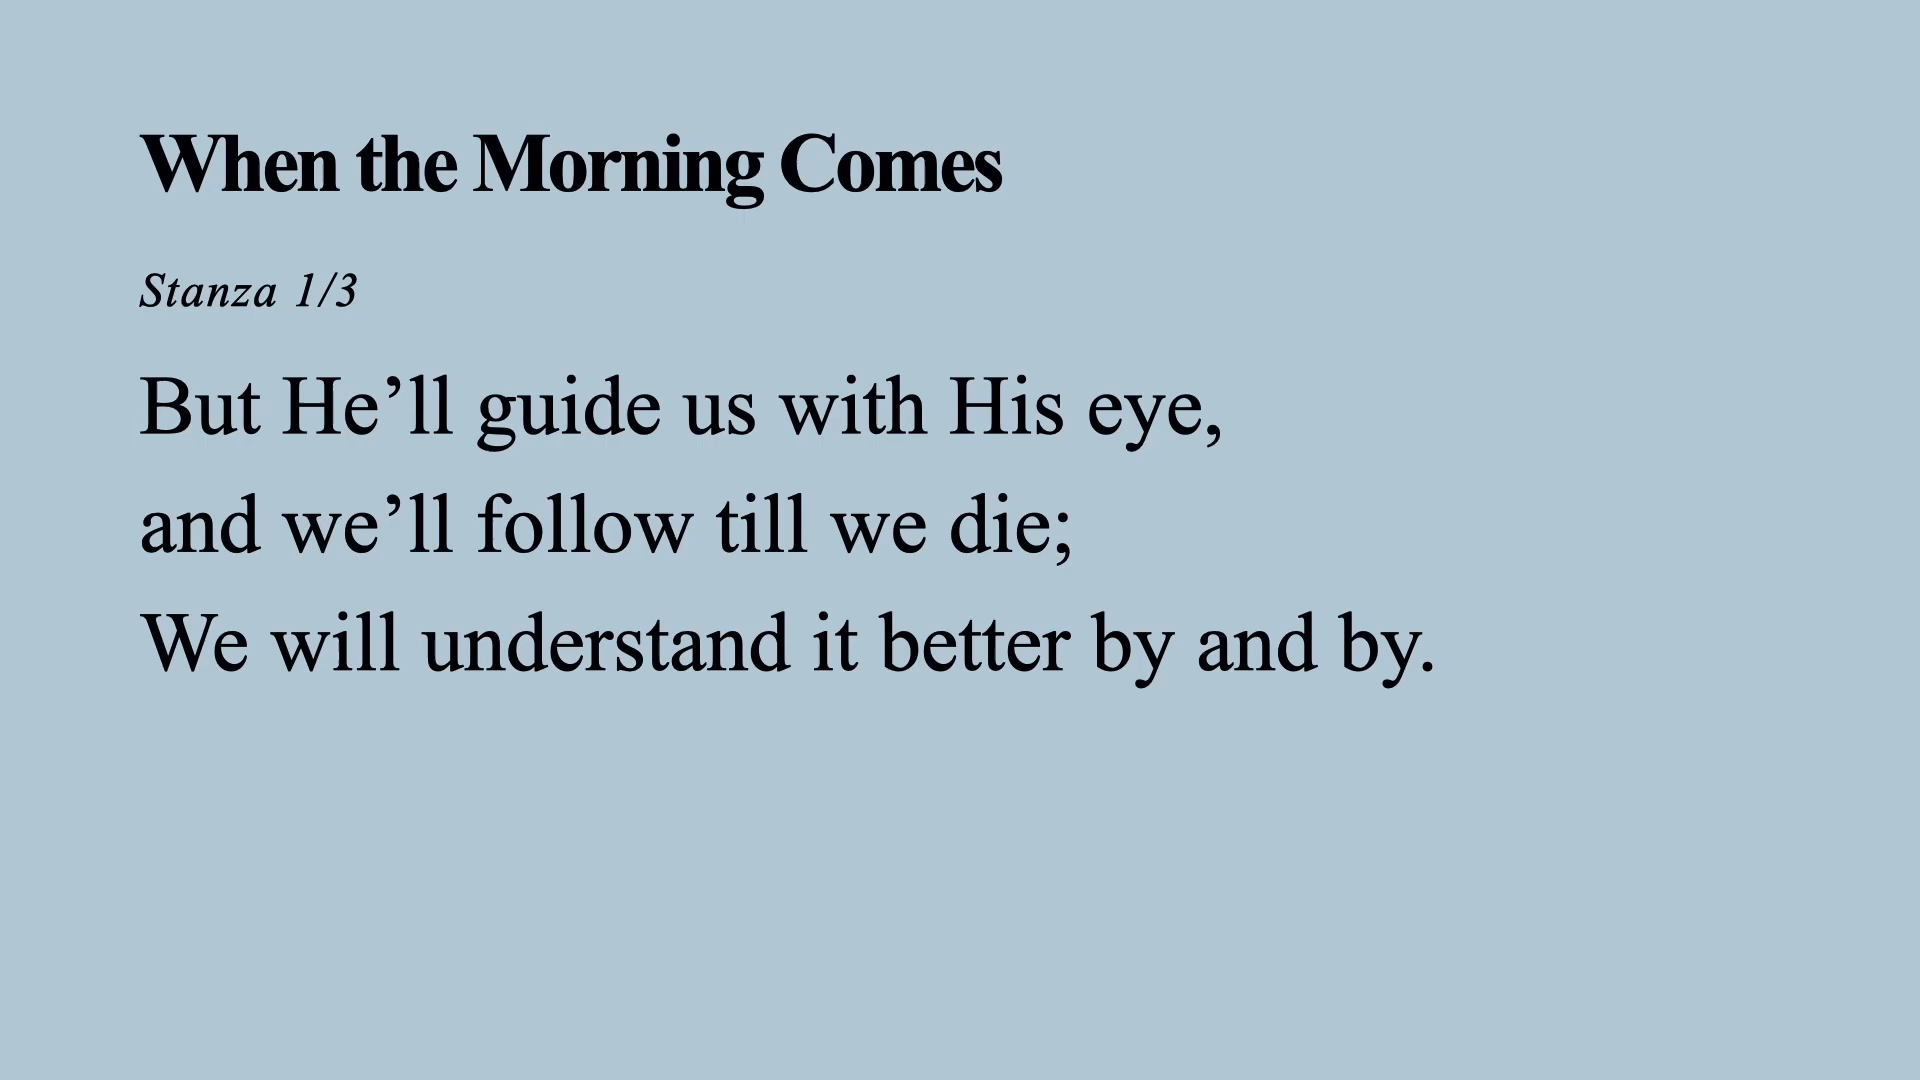 When the Morning Comes
Stanza 1/3
But He’ll guide us with His eye,
and we’ll follow till we die;
We will understand it better by and by.